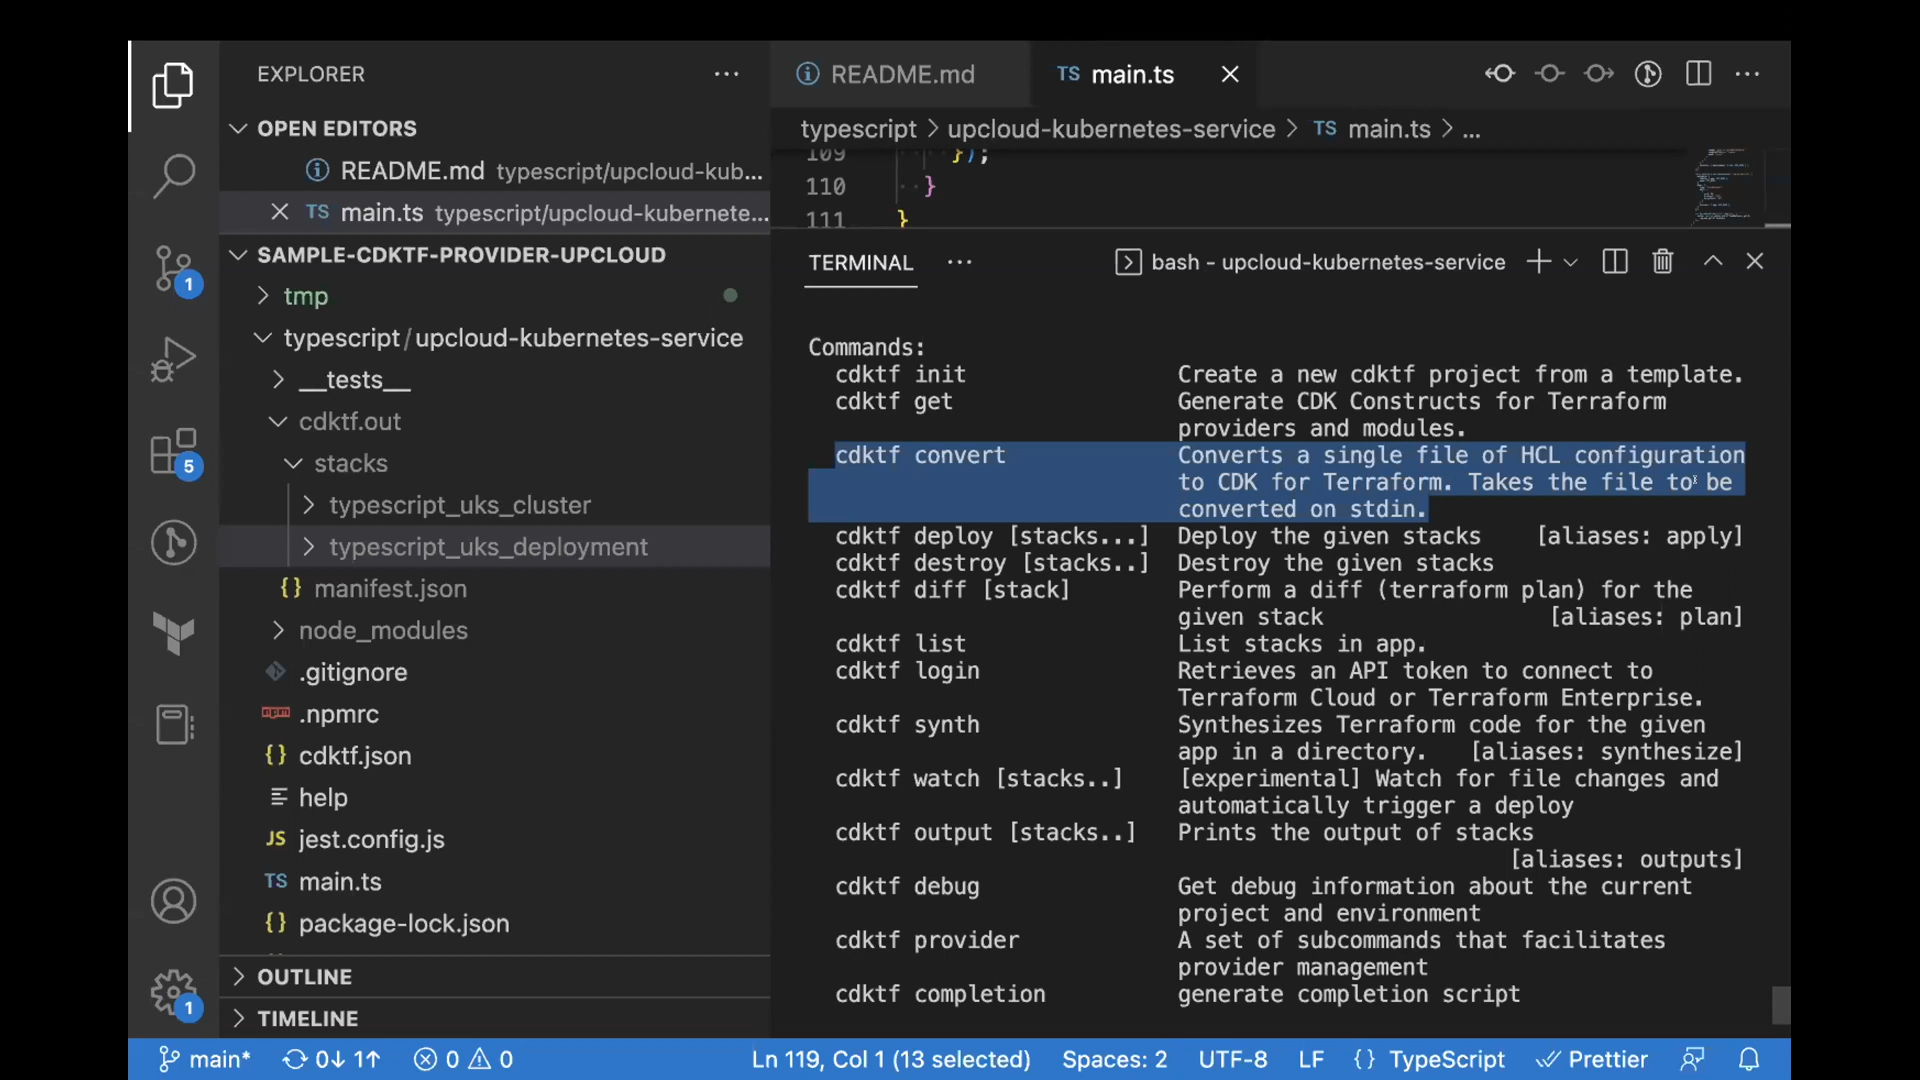 EXPLORER
OPEN EDITORS
README.md typescript/upcloud-kub...
TS main.ts typescript/upcloud-kubernete...
SAMPLE-CDKTF-PROVIDER-UPCLOUD
tmp
typescript/upcloud-kubernetes-service
__tests__
cdktf.out
stacks
typescript_uks_cluster
typescript_uks_deployment
{} manifest.json
node_modules
.gitignore
.npmrc
{} cdktf.json
help
JS jest.config.js
TS main.ts
{} package-lock.json
OUTLINE
TIMELINE
1
5
1
README.md
TS main.ts
typescript > upcloud-kubernetes-service > TS main.ts > ...
109 });
110 }
111 }
TERMINAL ... bash - upcloud-kubernetes-service
Commands:
cdktf init Create a new cdktf project from a template.
cdktf get Generate CDK Constructs for Terraform
providers and modules.
cdktf convert Converts a single file of HCL configuration
to CDK for Terraform. Takes the file to be
converted on stdin.
cdktf deploy [stacks...] Deploy the given stacks [aliases: apply]
cdktf destroy [stacks..] Destroy the given stacks
cdktf diff [stack] Perform a diff (terraform plan) for the
given stack [aliases: plan]
cdktf list List stacks in app.
cdktf login Retrieves an API token to connect to
Terraform Cloud or Terraform Enterprise.
cdktf synth Synthesizes Terraform code for the given
app in a directory. [aliases: synthesize]
cdktf watch [stacks..] [experimental] Watch for file changes and
automatically trigger a deploy
cdktf output [stacks..] Prints the output of stacks
[aliases: outputs]
cdktf debug Get debug information about the current
project and environment
cdktf provider A set of subcommands that facilitates
provider management
cdktf completion generate completion script
main* 0↓ 1↑ 0 0 Ln 119, Col 1 (13 selected) Spaces: 2 UTF-8 LF {} TypeScript Prettier